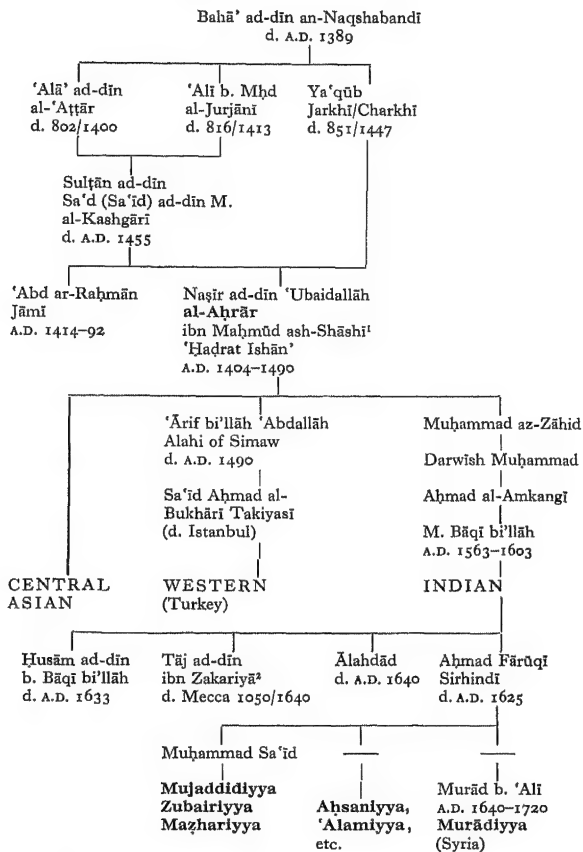 Bahā' ad-dīn an-Naqshabandī
d. A.D. 1389
'Alā' ad-dīn
al-'Aṭṭār
d. 802/1400
'Alī b. Mḥd
al-Jurjānī
d. 816/1413
Ya'qūb
Jarkhī/Charkhī
d. 851/1447
Sulṭān ad-dīn
Sa'd (Sa'īd) ad-dīn M.
al-Kashgārī
d. A.D. 1455
'Abd ar-Raḥmān
Jāmī
A.D. 1414–92
Naṣīr ad-dīn 'Ubaidallāh
al-Aḥrār
ibn Maḥmūd ash-Shāshi¹
'Ḥaḍrat Ishān'
A.D. 1404–1490
'Ārif bi'llāh 'Abdallāh
Alahi of Simaw
d. A.D. 1490
Sa'īd Aḥmad al-
Bukhārī Takiyasī
(d. Istanbul)
Muḥammad az-Zāhid
Darwīsh Muḥammad
Aḥmad al-Amkangī
M. Bāqī bi'llāh
A.D. 1563–1603
CENTRAL
ASIAN
WESTERN
(Turkey)
INDIAN
Ḥusām ad-dīn
b. Bāqī bi'llāh
d. A.D. 1633
Tāj ad-dīn
ibn Zakariyā²
d. Mecca 1050/1640
Ālahdād
d. A.D. 1640
Aḥmad Fārūqī
Sirhindī
d. A.D. 1625
Muḥammad Sa'īd
Mujaddidiyya
Zubairiyya
Maẓhariyya
Aḥsaniyya,
'Alamiyya,
etc.
Murād b. 'Alī
A.D. 1640–1720
Murādiyya
(Syria)